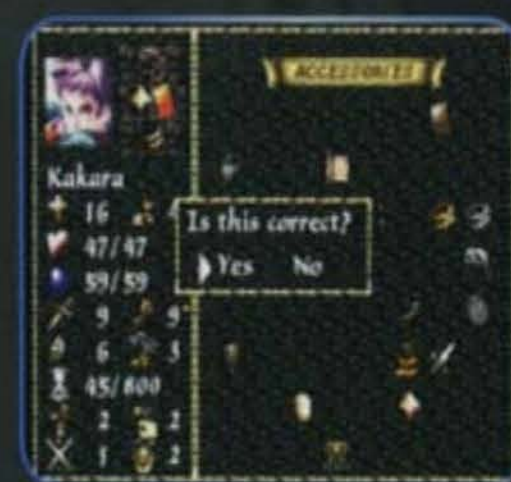 ACCESSORIES
Kakara
16 4
47/47
59/59
9 9
6 3
45/800
2 2
1 2
Is this correct?
Yes No